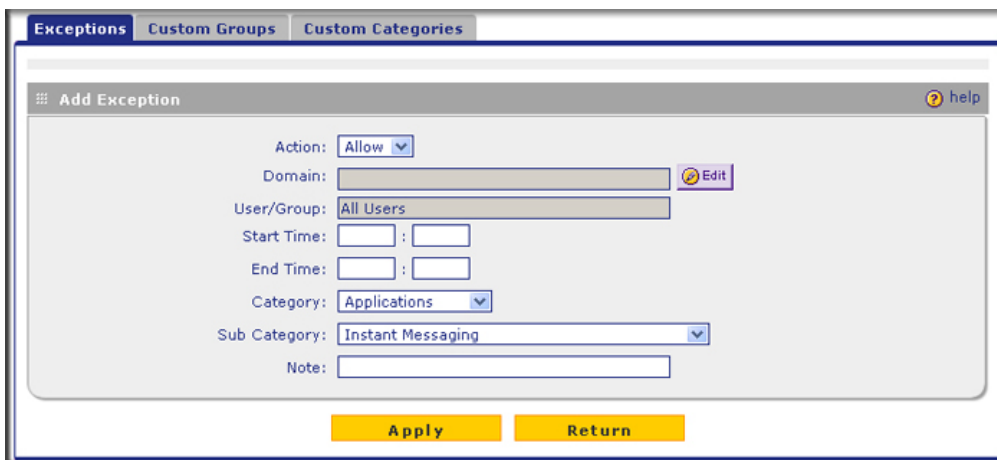 Exceptions Custom Groups Custom Categories
Add Exception help
Action: Allow
Domain: Edit
User/Group: All Users
Start Time: :
End Time: :
Category: Applications
Sub Category: Instant Messaging
Note:
Apply Return